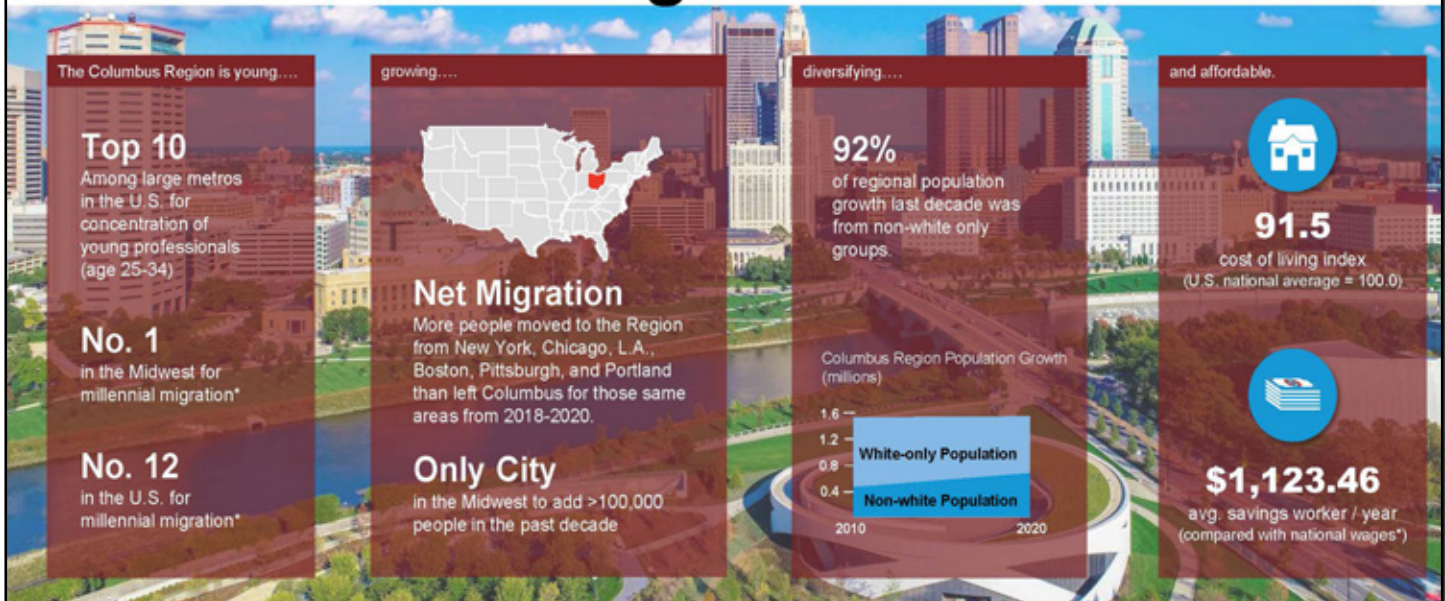 The Columbus Region is young....
Top 10
Among large metros
in the U.S. for
concentration of
young professionals
(age 25-34)
No. 1
in the Midwest for
millennial migration*
No. 12
in the U.S. for
millennial migration*
growing....
Net Migration
More people moved to the Region
from New York, Chicago, L.A.,
Boston, Pittsburgh, and Portland
than left Columbus for those same
areas from 2018-2020.
Only City
in the Midwest to add >100,000
people in the past decade
diversifying....
92%
of regional population
growth last decade was
from non-white only
groups.
Columbus Region Population Growth
(millions)
1.6
1.2
0.8
0.4
White-only Population
Non-white Population
2010
2020
and affordable.
91.5
cost of living index
(U.S. national average = 100.0)
$1,123.46
avg. savings worker / year
(compared with national wages*)